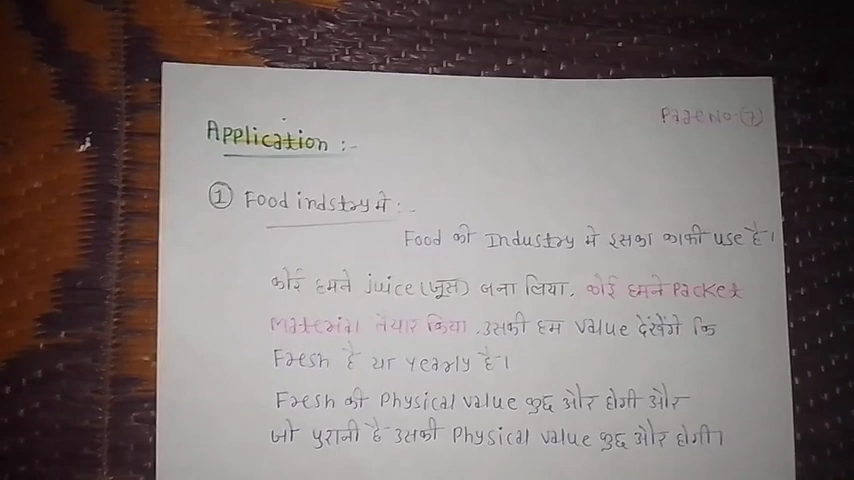 Page No. (7)
Application :-
① Food indstry मे :-
Food की Industry मे इसका काफी use है।
कोई हमने juice (जूस) बना लिया, कोई हमने Packet
Material तैयार किया, उसकी हम value देखेंगे कि
Fresh है या yearly है।
Fresh की Physical value कुछ और होगी और
जो पुरानी है उसकी Physical value कुछ और होगी।